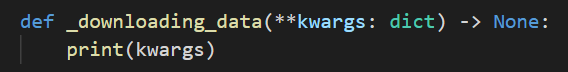 def _downloading_data(**kwargs: dict) -> None:
    print(kwargs)